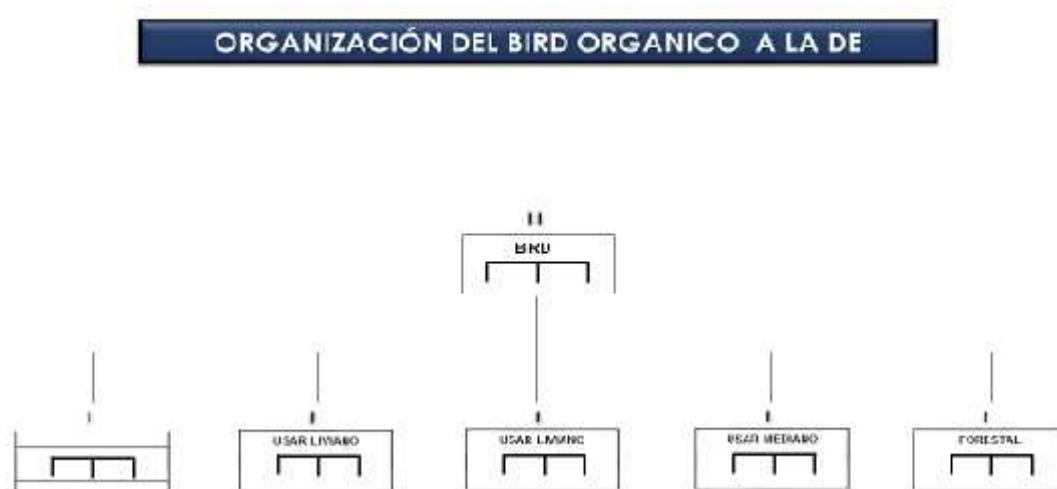 ORGANIZACIÓN DEL BIRD ORGANICO A LA DE
II
BIRD
I I I I I
USAR LIVIANO USAR LIVIANO USAR MEDIANO FORESTAL